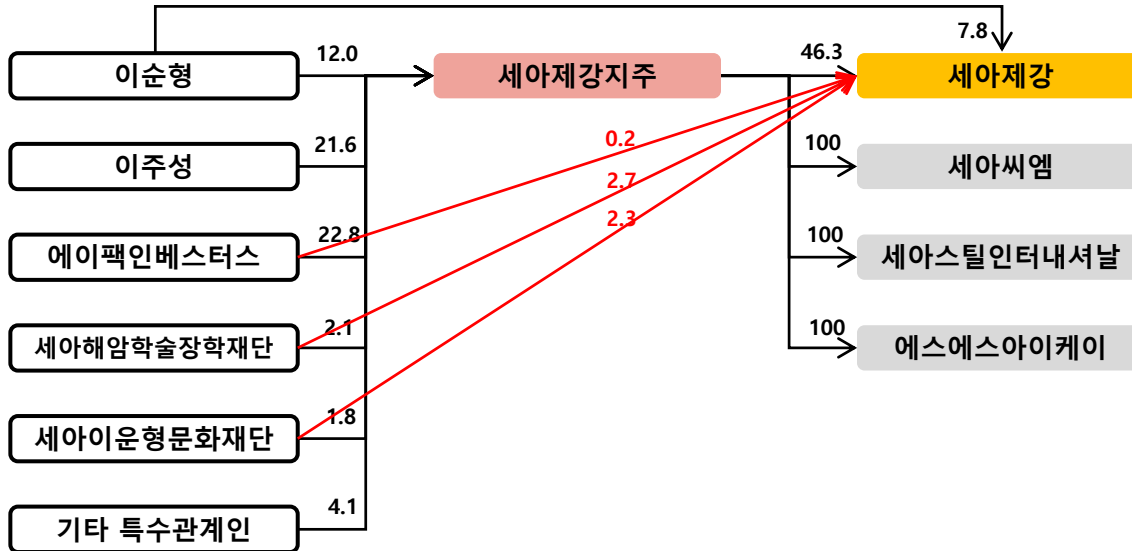 7.8
이순형
12.0
세아제강지주
46.3
세아제강
이주성
21.6
0.2
100
세아씨엠
2.7
에이팩인베스터스
22.8
2.3
100
세아스틸인터내셔날
세아해암학술장학재단
2.1
100
에스에스아이케이
세아이운형문화재단
1.8
기타 특수관계인
4.1